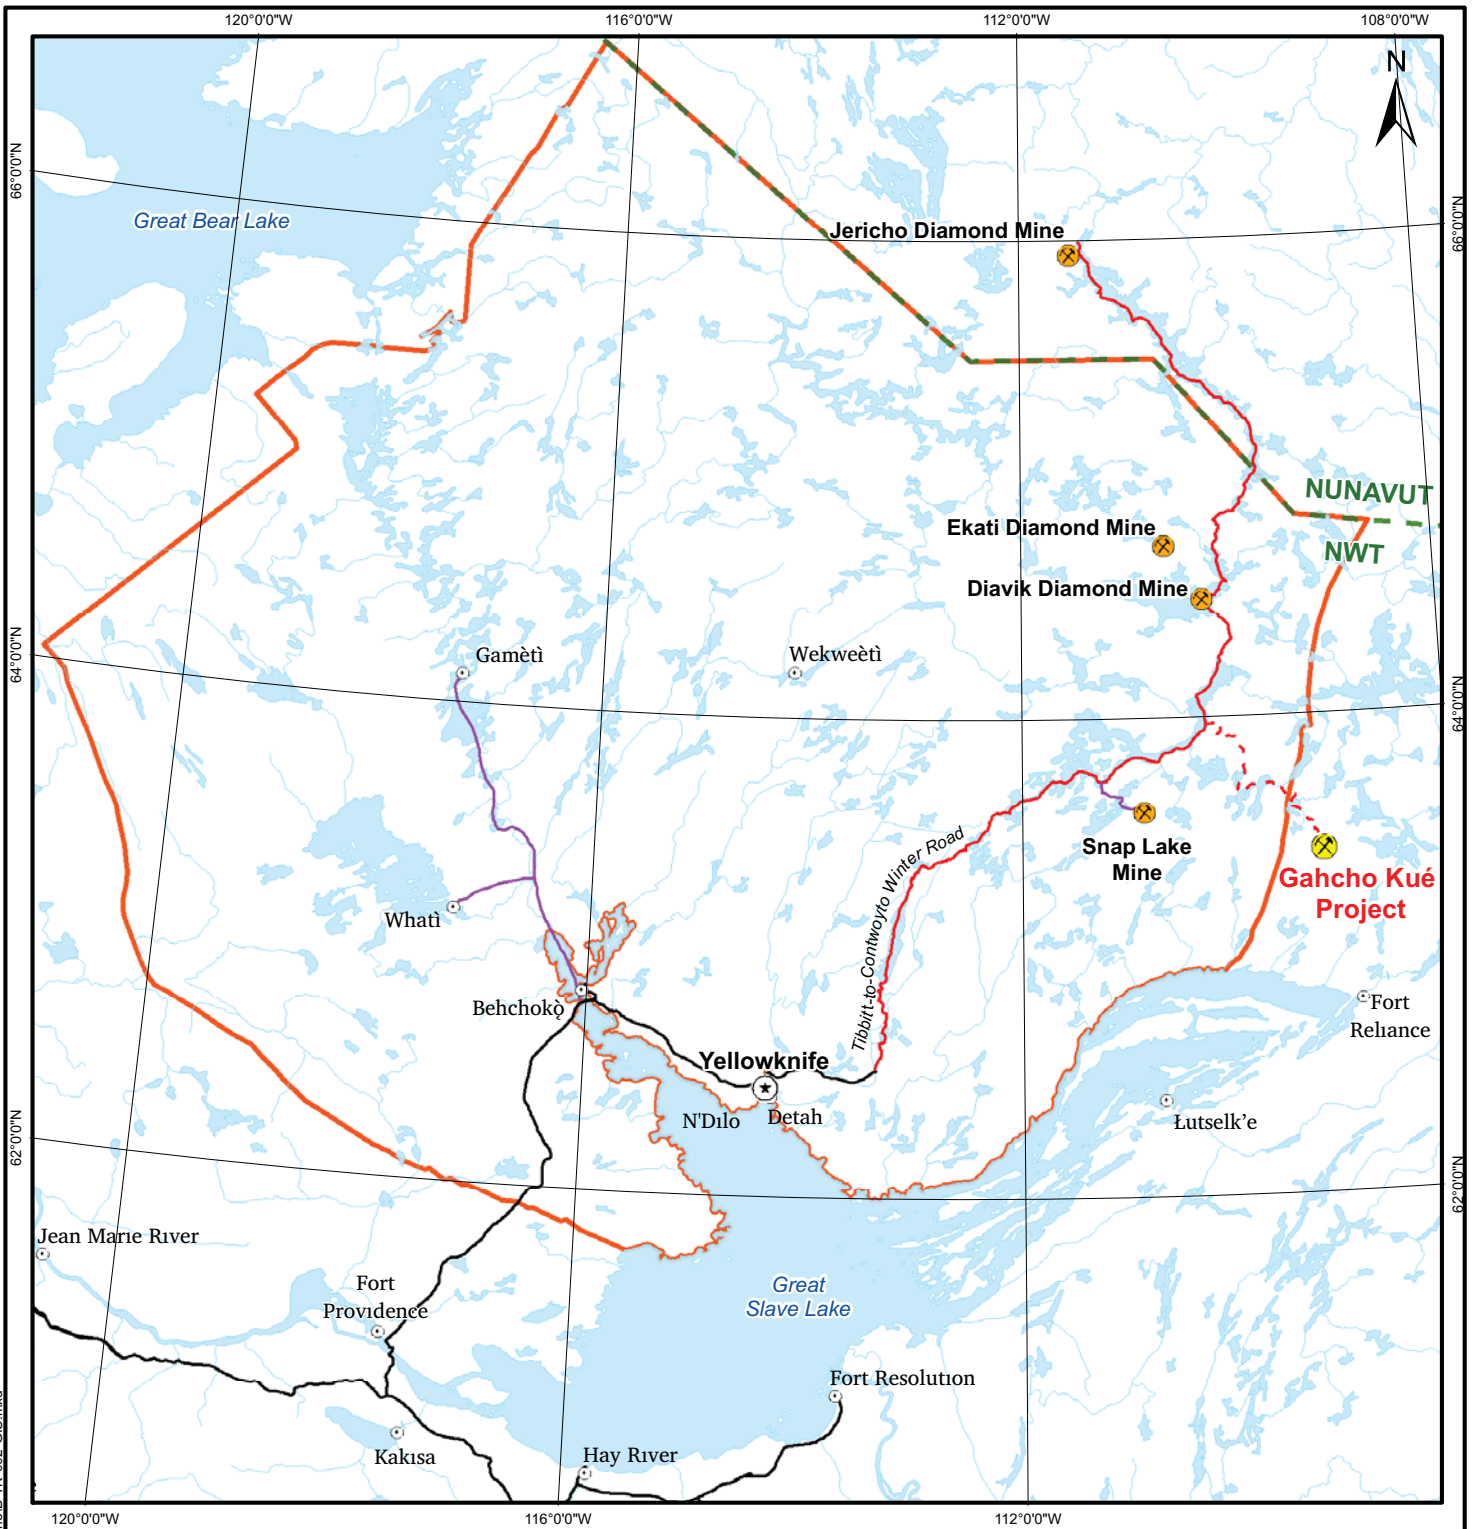 120°0'0"W
116°0'0"W
112°0'0"W
108°0'0"W
N
66°0'0"N
66°0'0"N
Great Bear Lake
Jericho Diamond Mine
NUNAVUT
NWT
Ekati Diamond Mine
Diavik Diamond Mine
64°0'0"N
64°0'0"N
Gamètì
Wekweètì
Tibbitt-to-Contwoyto Winter Road
Snap Lake
Mine
Gahcho Kué
Project
Whatì
Behchokǫ̀
Fort
Reliance
Yellowknife
N'Dılo
Detah
Łutselk’e
62°0'0"N
62°0'0"N
Jean Marie River
Fort
Providence
Great
Slave Lake
Fort Resolution
Kakısa
Hay River
120°0'0"W
116°0'0"W
112°0'0"W